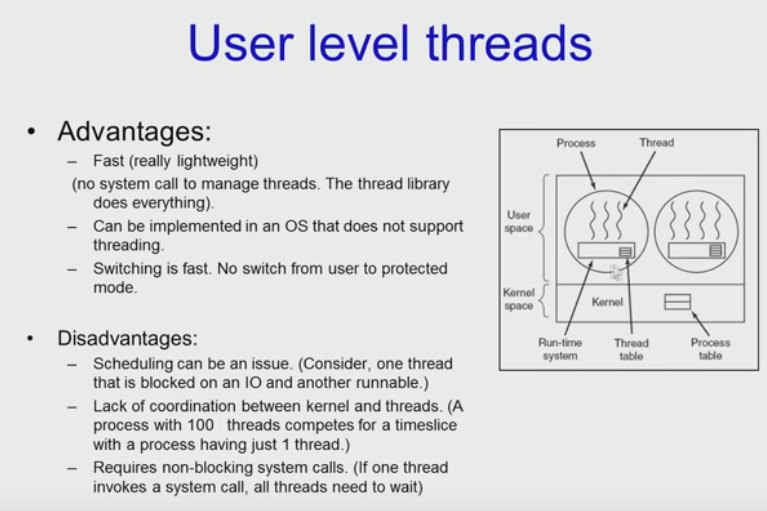 User level threads
• Advantages:
– Fast (really lightweight)
(no system call to manage threads. The thread library
does everything).
– Can be implemented in an OS that does not support
threading.
– Switching is fast. No switch from user to protected
mode.
• Disadvantages:
– Scheduling can be an issue. (Consider, one thread
that is blocked on an IO and another runnable.)
– Lack of coordination between kernel and threads. (A
process with 100 threads competes for a timeslice
with a process having just 1 thread.)
– Requires non-blocking system calls. (If one thread
invokes a system call, all threads need to wait)
Process
Thread
User
space
Kernel
space
Kernel
Run-time
system
Thread
table
Process
table